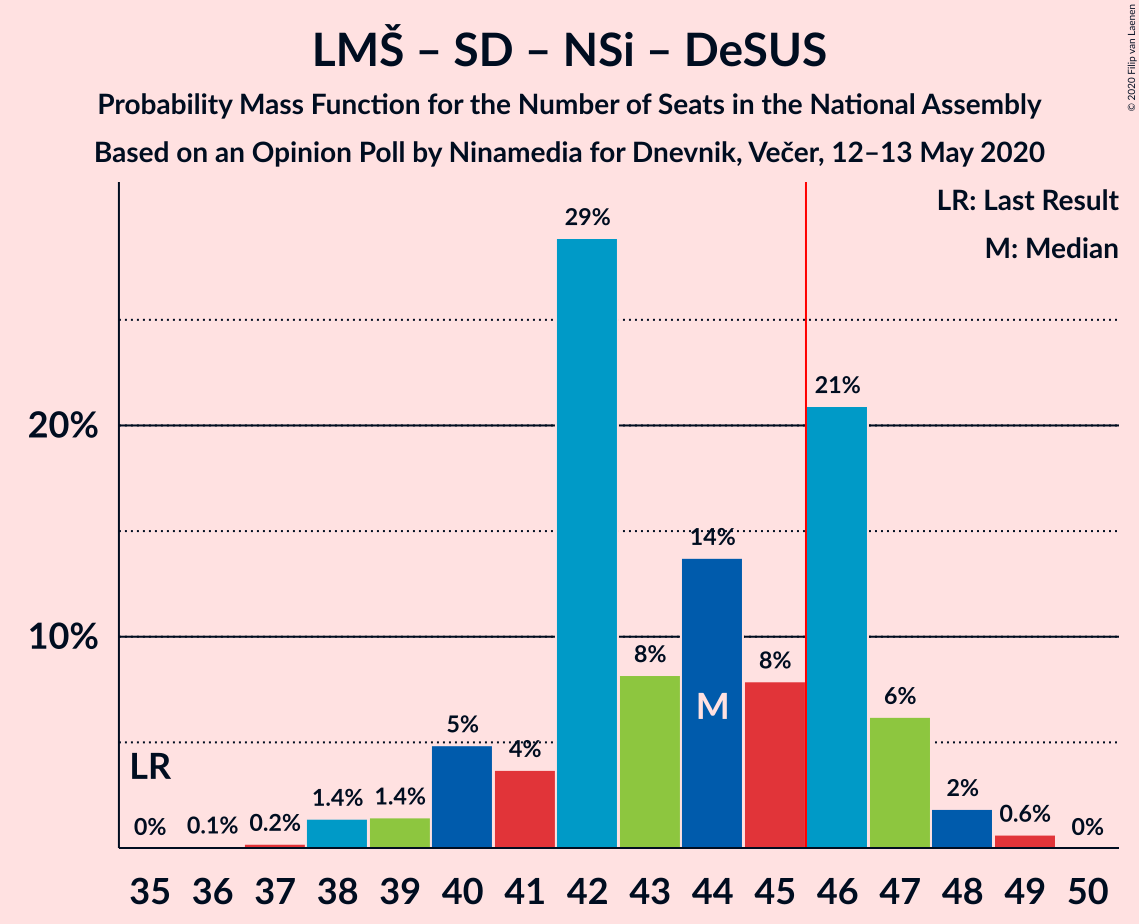 LMŠ – SD – NSi – DeSUS
Probability Mass Function for the Number of Seats in the National Assembly
Based on an Opinion Poll by Ninamedia for Dnevnik, Večer, 12–13 May 2020
© 2020 Filip van Laenen
LR: Last Result
M: Median
20%
10%
LR
M
0%
0.1%
0.2%
1.4%
1.4%
5%
4%
29%
8%
14%
8%
21%
6%
2%
0.6%
0%
35 36 37 38 39 40 41 42 43 44 45 46 47 48 49 50